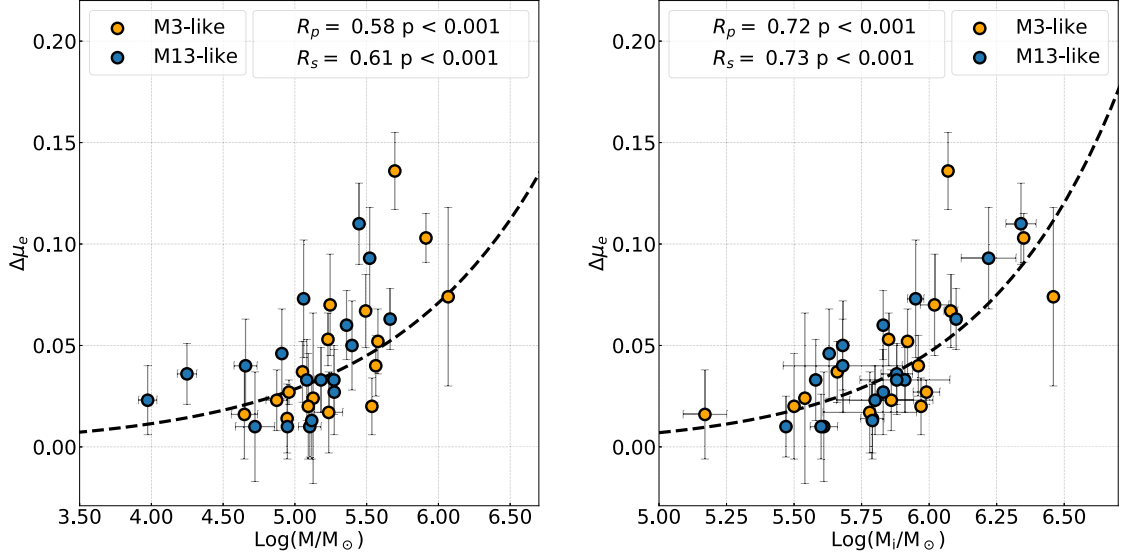 M3-like
M13-like
R_p = 0.58 p < 0.001
R_s = 0.61 p < 0.001
0.20
0.15
0.10
0.05
0.00
Δμ_e
3.50 4.00 4.50 5.00 5.50 6.00 6.50
Log(M/M_⊙)
R_p = 0.72 p < 0.001
R_s = 0.73 p < 0.001
M3-like
M13-like
0.20
0.15
0.10
0.05
0.00
Δμ_e
5.00 5.25 5.50 5.75 6.00 6.25 6.50
Log(M_i/M_⊙)